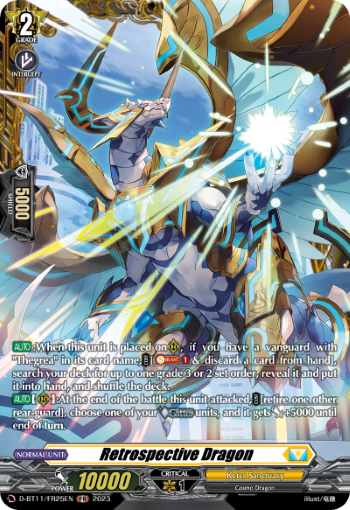 2
GRADE
INTERCEPT
5000
SHIELD
AUTO:When this unit is placed on , if you have a vanguard with
"Thegrea" in its card name, [ BLAST 1 & discard a card from hand],
search your deck for up to one grade 3 or 2 set order, reveal it and put
it into hand, and shuffle the deck.
AUTO[ ]:At the end of the battle this unit attacked, [retire one other
rear-guard], choose one of your units, and it gets +5000 until
end of turn.
NORMAL UNIT
Retrospective Dragon
POWER 10000
CRITICAL
1
Keter Sanctuary
Cosmo Dragon
D-BT11/FR25EN FR 2023
illust/竜徹